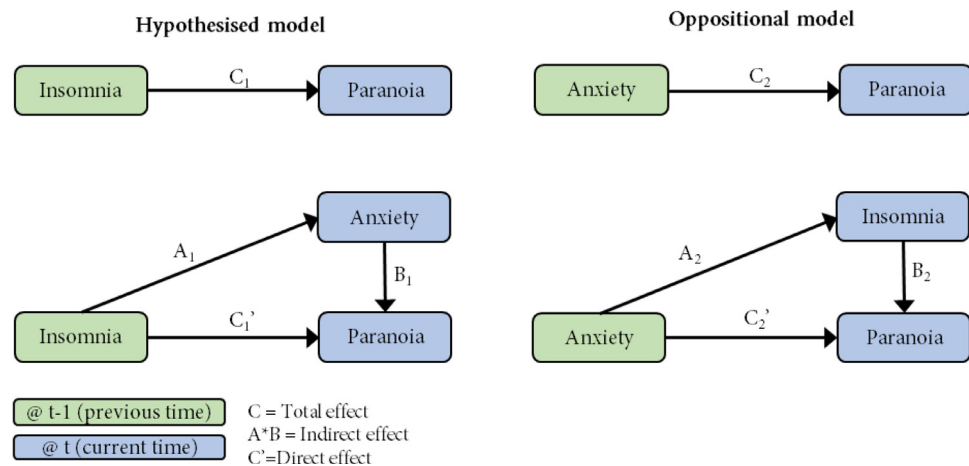 Hypothesised model
Insomnia
C₁
Paranoia
Anxiety
A₁
B₁
Insomnia
C₁’
Paranoia
Oppositional model
Anxiety
C₂
Paranoia
Insomnia
A₂
B₂
Anxiety
C₂’
Paranoia
@ t-1 (previous time)
@ t (current time)
C = Total effect
A*B = Indirect effect
C’=Direct effect